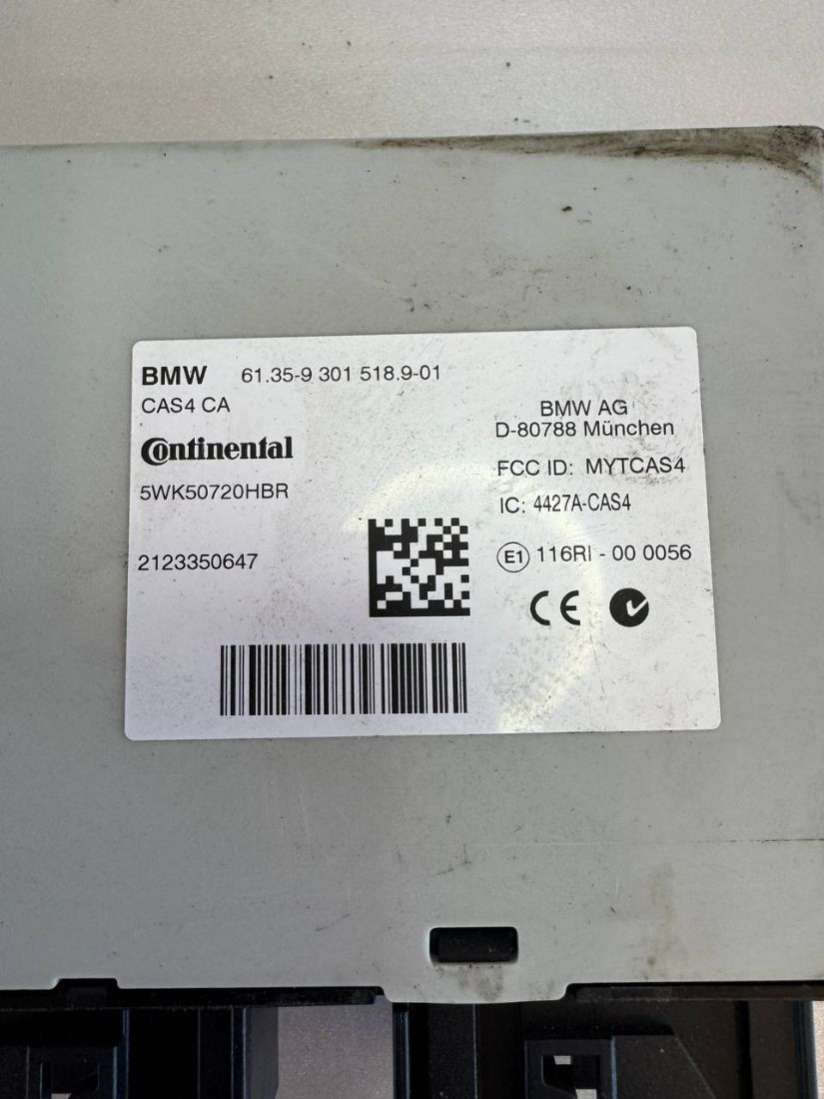 BMW 61.35-9 301 518.9-01
CAS4 CA
Continental
5WK50720HBR
2123350647
BMW AG
D-80788 München
FCC ID: MYTCAS4
IC: 4427A-CAS4
E1 116RI - 00 0056
CE